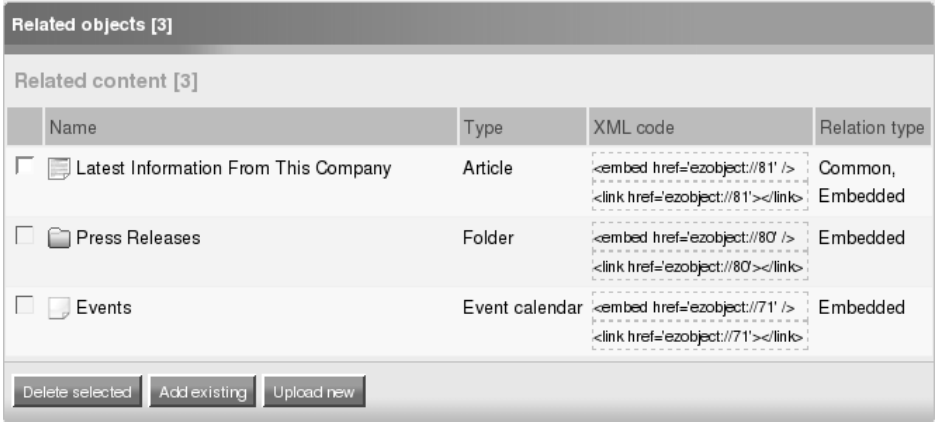 Related objects [3]
Related content [3]
Name Type XML code Relation type
Latest Information From This Company Article <embed href='ezobject://81' /> Common,
<link href='ezobject://81'></link> Embedded
Press Releases Folder <embed href='ezobject://80' /> Embedded
<link href='ezobject://80'></link>
Events Event calendar <embed href='ezobject://71' /> Embedded
<link href='ezobject://71'></link>
Delete selected Add existing Upload new